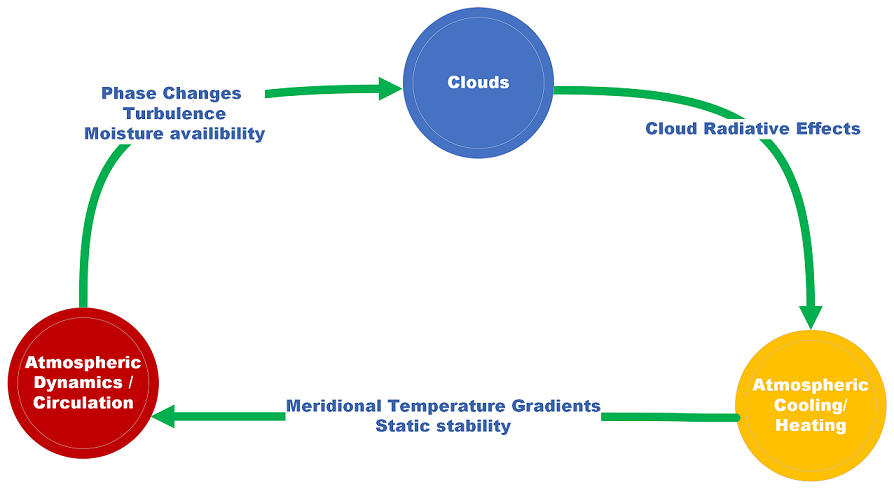 Clouds
Phase Changes
Turbulence
Moisture availibility
Cloud Radiative Effects
Atmospheric
Dynamics /
Circulation
Atmospheric
Cooling/
Heating
Meridional Temperature Gradients
Static stability